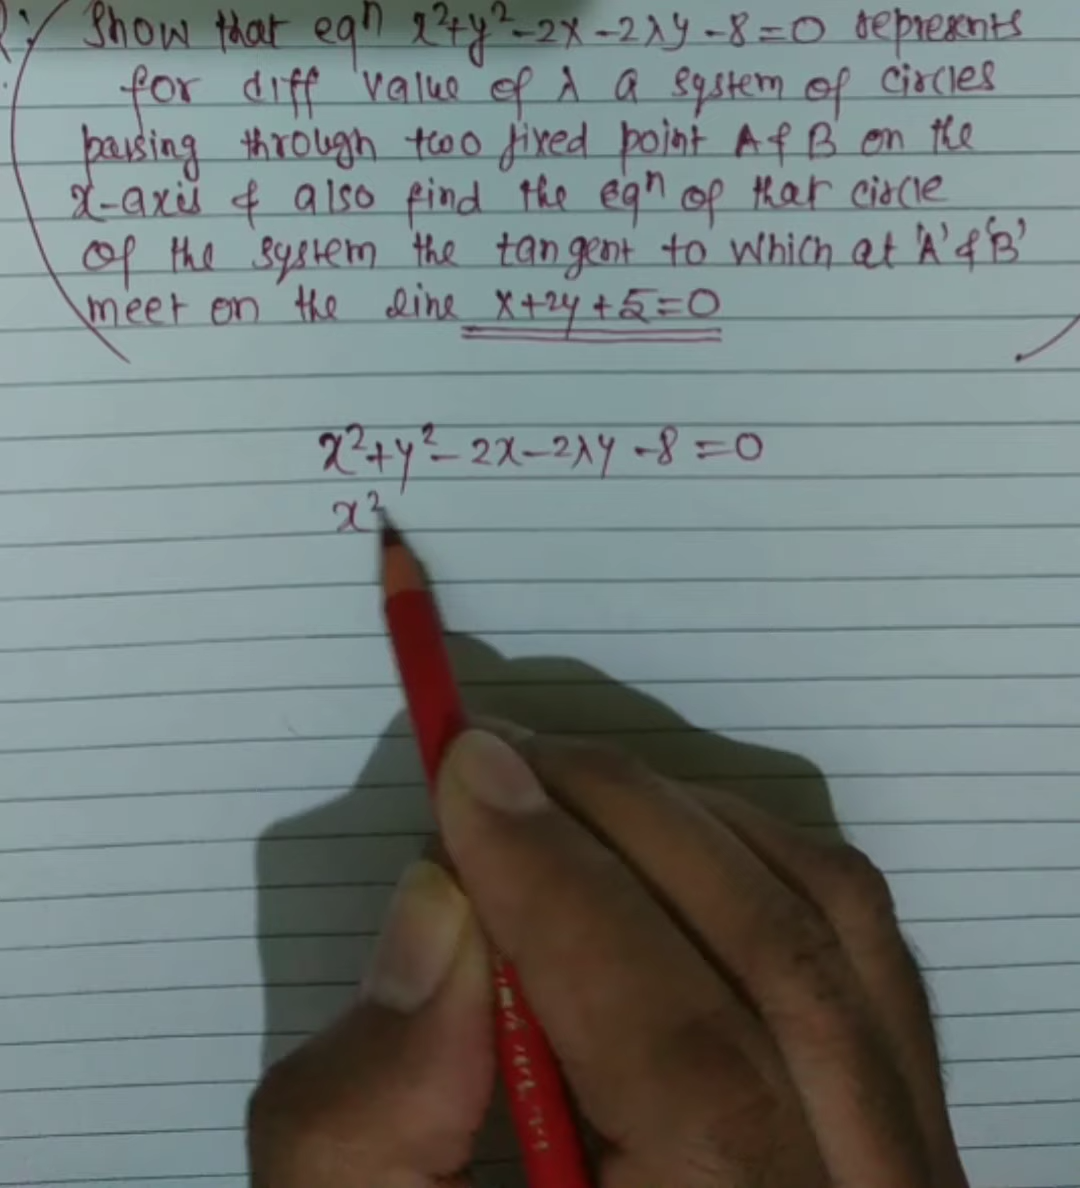 Show that eqn x²+y²-2x-2λy-8=0 represents
for diff value of λ a system of circles
passing through two fixed point A & B on the
x-axis & also find the eqn of that circle
of the system the tangent to which at 'A' & 'B'
meet on the line x+2y+5=0
x²+y²-2x-2λy-8=0
x²